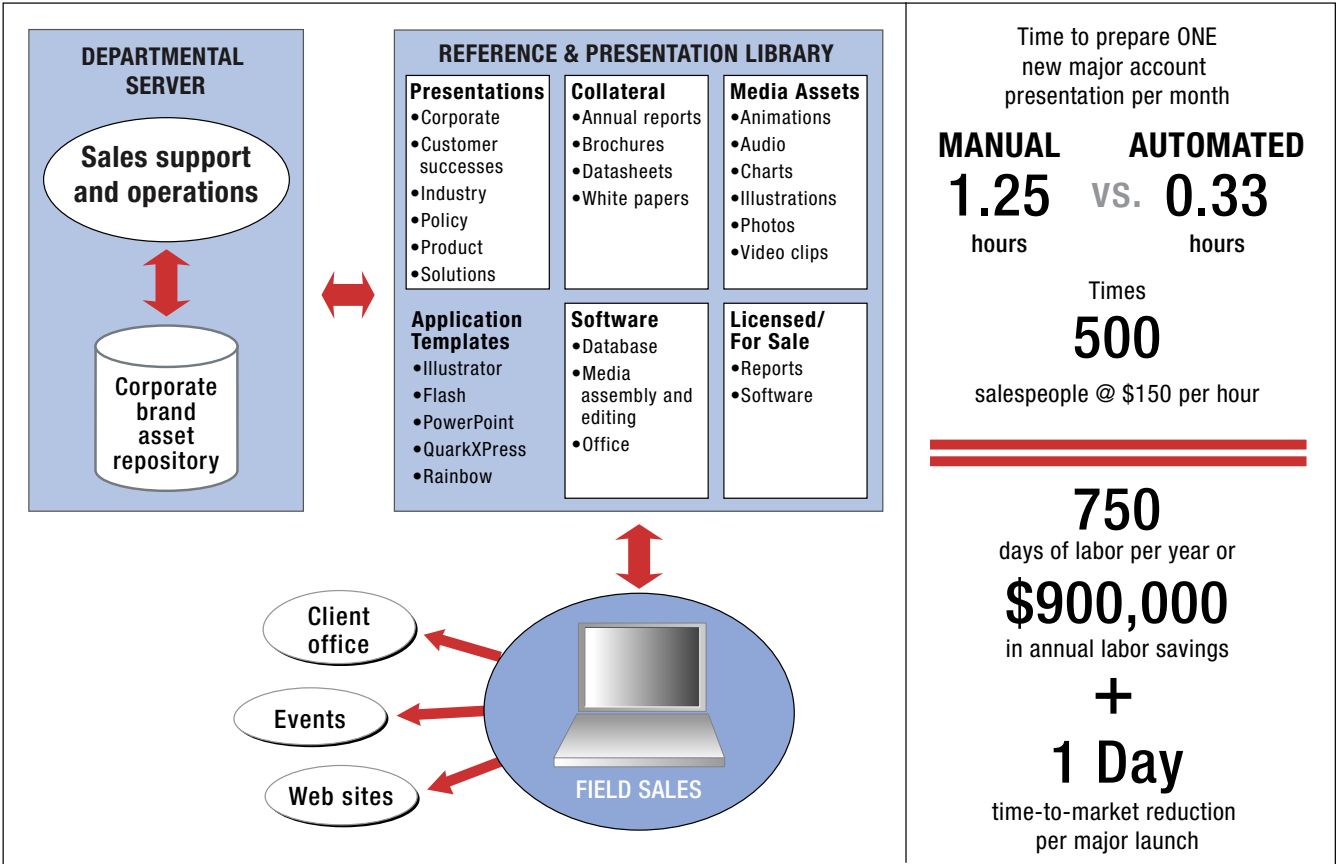 DEPARTMENTAL
SERVER
Sales support
and operations
Corporate
brand
asset
repository
REFERENCE & PRESENTATION LIBRARY
Presentations
•Corporate
•Customer
successes
•Industry
•Policy
•Product
•Solutions
Collateral
•Annual reports
•Brochures
•Datasheets
•White papers
Media Assets
•Animations
•Audio
•Charts
•Illustrations
•Photos
•Video clips
Application
Templates
•Illustrator
•Flash
•PowerPoint
•QuarkXPress
•Rainbow
Software
•Database
•Media
assembly and
editing
•Office
Licensed/
For Sale
•Reports
•Software
Client
office
Events
Web sites
FIELD SALES
Time to prepare ONE
new major account
presentation per month
MANUAL AUTOMATED
1.25 vs. 0.33
hours hours
Times
500
salespeople @ $150 per hour
750
days of labor per year or
$900,000
in annual labor savings
+
1 Day
time-to-market reduction
per major launch